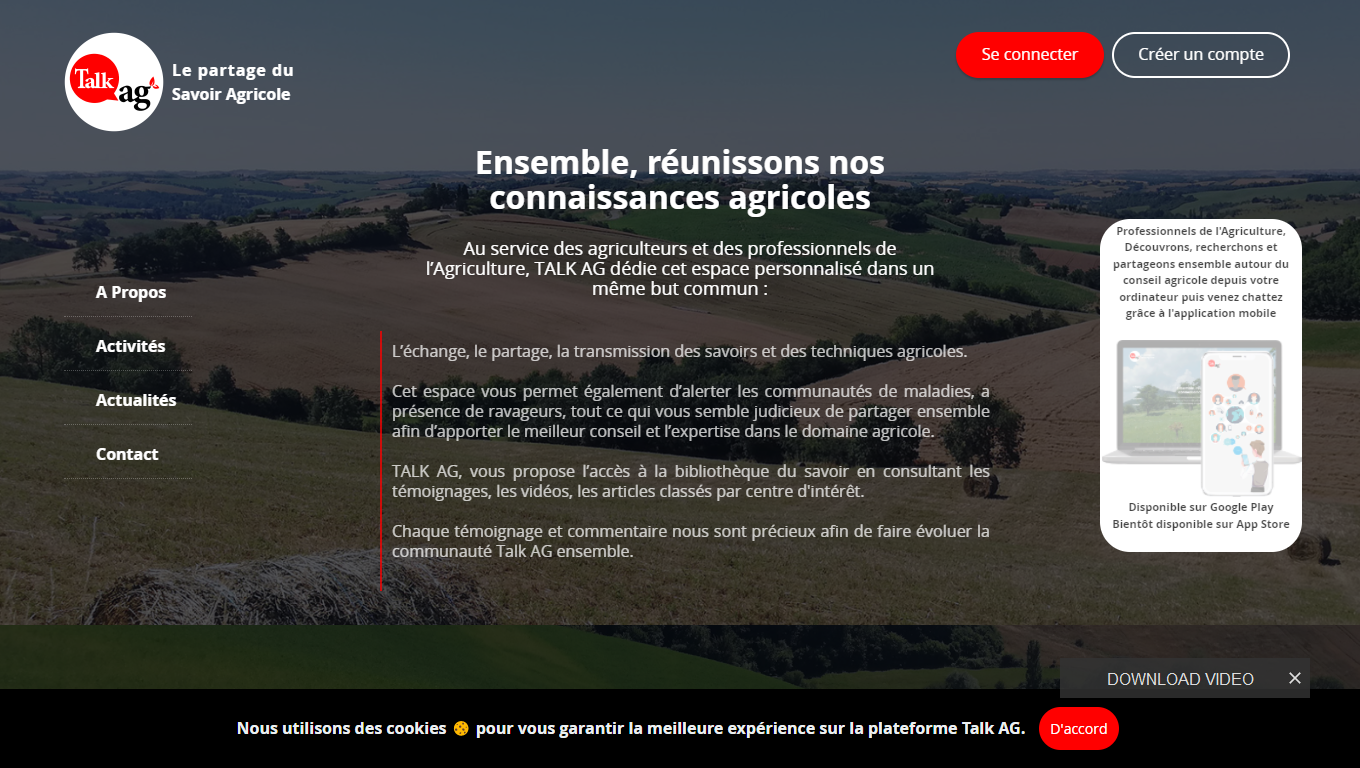 Talk
ag
Le partage du
Savoir Agricole
Se connecter
Créer un compte
Ensemble, réunissons nos
connaissances agricoles
Au service des agriculteurs et des professionnels de
l’Agriculture, TALK AG dédie cet espace personnalisé dans un
même but commun :
A Propos
Activités
Actualités
Contact
L’échange, le partage, la transmission des savoirs et des techniques agricoles.
Cet espace vous permet également d’alerter les communautés de maladies, a
présence de ravageurs, tout ce qui vous semble judicieux de partager ensemble
afin d’apporter le meilleur conseil et l’expertise dans le domaine agricole.
TALK AG, vous propose l’accès à la bibliothèque du savoir en consultant les
témoignages, les vidéos, les articles classés par centre d'intérêt.
Chaque témoignage et commentaire nous sont précieux afin de faire évoluer la
communauté Talk AG ensemble.
Professionnels de l'Agriculture,
Découvrons, recherchons et
partageons ensemble autour du
conseil agricole depuis votre
ordinateur puis venez chattez
grâce à l'application mobile
Disponible sur Google Play
Bientôt disponible sur App Store
DOWNLOAD VIDEO
Nous utilisons des cookies 🍪 pour vous garantir la meilleure expérience sur la plateforme Talk AG.
D'accord